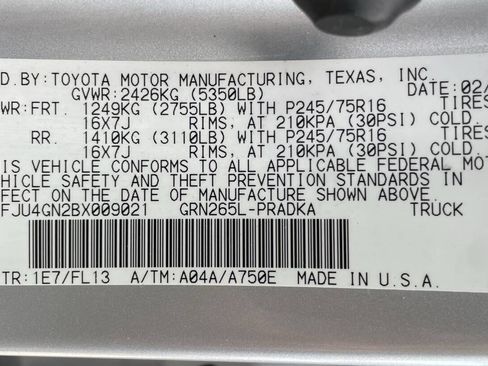 D.BY:TOYOTA MOTOR MANUFACTURING, TEXAS, INC.
GVWR:2426KG (5350LB) 02/
WR:FRT. 1249KG (2755LB) WITH P245/75R16 TIRES
16X7J RIMS, AT 210KPA (30PSI) COLD.
RR. 1410KG (3110LB) WITH P245/75R16 TIRES
16X7J RIMS, AT 210KPA (30PSI) COLD.
IS VEHICLE CONFORMS TO ALL APPLICABLE FEDERAL MOT
VEHICLE SAFETY AND THEFT PREVENTION STANDARDS IN
FECT ON THE DATE OF MANUFACTURE SHOWN ABOVE.
FJU4GN2BX009021 GRN265L-PRADKA TRUCK
TR:1E7/FL13 A/TM:A04A/A750E MADE IN U.S.A.